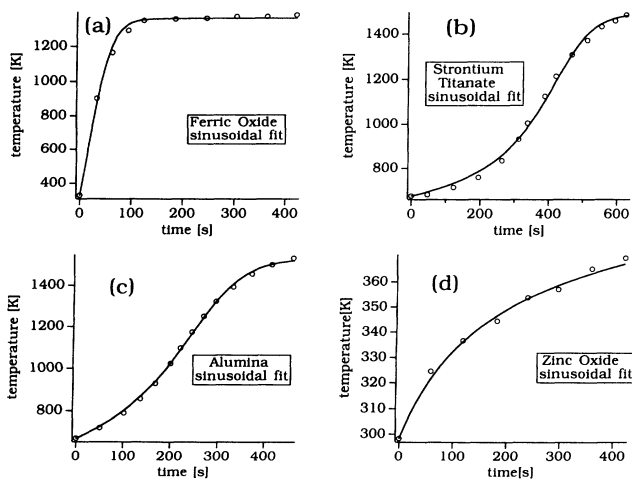 (a)
temperature [K]
1200
1000
800
600
400
0 100 200 300 400
time [s]
Ferric Oxide
sinusoidal fit
(b)
temperature [K]
1400
1200
1000
800
0 100 200 300 400 500 600
time [s]
Strontium
Titanate
sinusoidal fit
(c)
temperature [K]
1400
1200
1000
800
0 100 200 300 400
time [s]
Alumina
sinusoidal fit
(d)
temperature[K]
360
350
340
330
320
310
300
0 100 200 300 400
time[s]
Zinc Oxide
sinusoidal fit